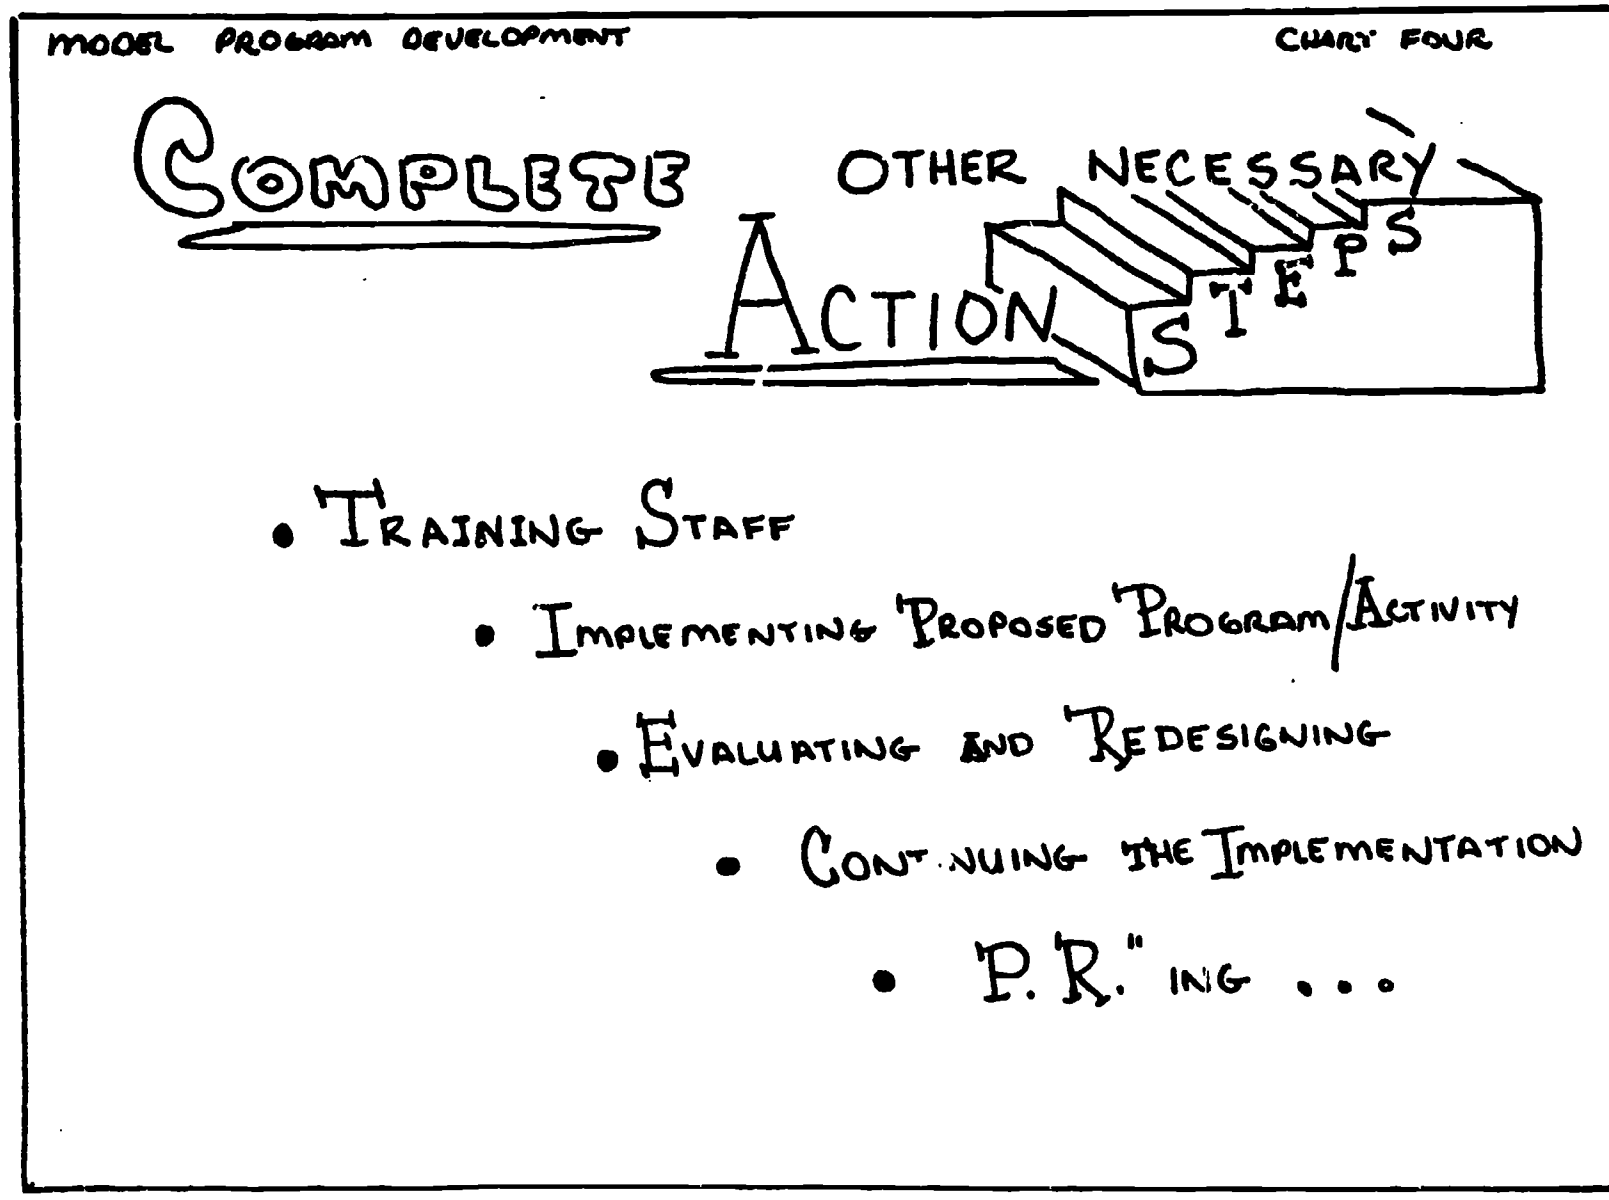 MODEL PROGRAM DEVELOPMENT
CHART FOUR
COMPLETE OTHER NECESSARY
ACTION STEPS
• TRAINING STAFF
• IMPLEMENTING PROPOSED PROGRAM/ACTIVITY
• EVALUATING AND REDESIGNING
• CONTINUING THE IMPLEMENTATION
• P.R." ING ...